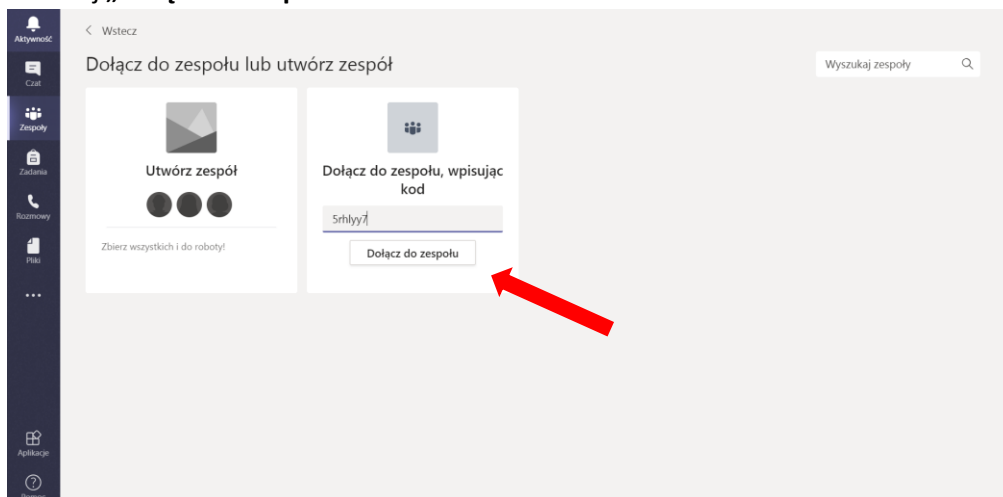 Aktywność
Czat
Zespoły
Zadania
Rozmowy
Pliki
Aplikacje
Pomoc
Wstecz
Dołącz do zespołu lub utwórz zespół
Wyszukaj zespoły
Utwórz zespół
Zbierz wszystkich i do roboty!
Dołącz do zespołu, wpisując
kod
5rhlyy7
Dołącz do zespołu